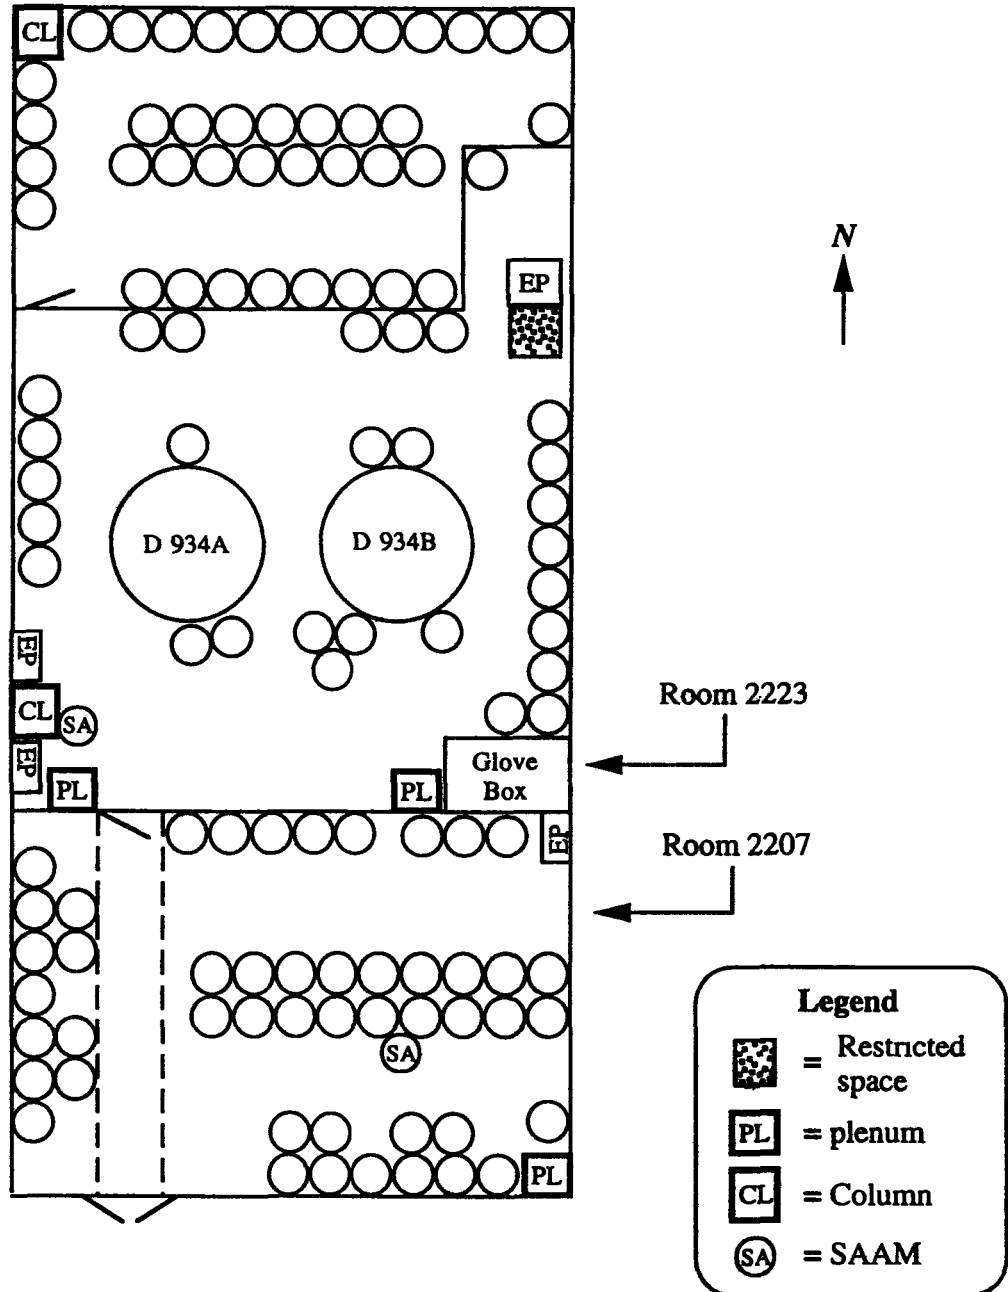 CL
N
EP
D 934A
D 934B
EP
CL
SA
EP
Room 2223
Glove
Box
PL
PL
EP
Room 2207
SA
PL
Legend
= Restricted
space
PL = plenum
CL = Column
SA = SAAM